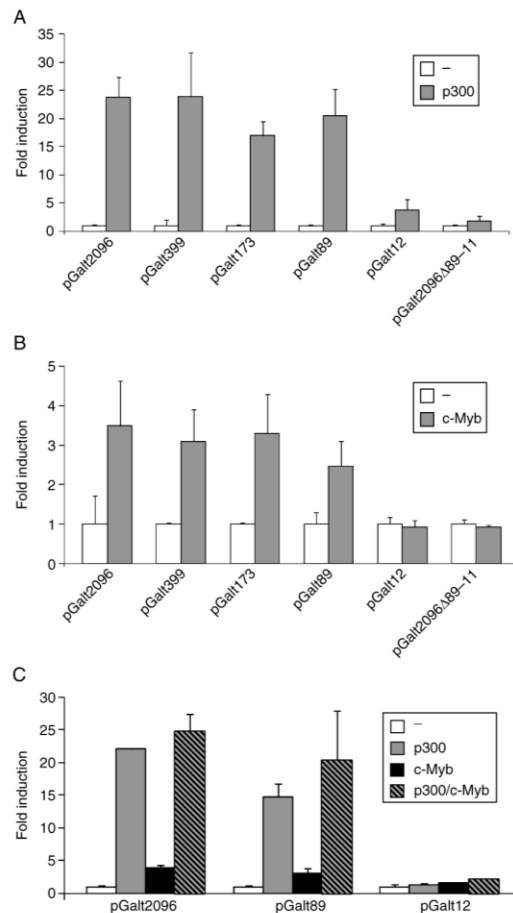 A
35
30
25
20
15
10
5
0
Fold induction
–
p300
pGalt2096
pGalt399
pGalt173
pGalt89
pGalt12
pGalt2096Δ89–11
B
5
4
3
2
1
0
Fold induction
–
c-Myb
pGalt2096
pGalt399
pGalt173
pGalt89
pGalt12
pGalt2096Δ89–11
C
30
25
20
15
10
5
0
Fold induction
–
p300
c-Myb
p300/c-Myb
pGalt2096
pGalt89
pGalt12